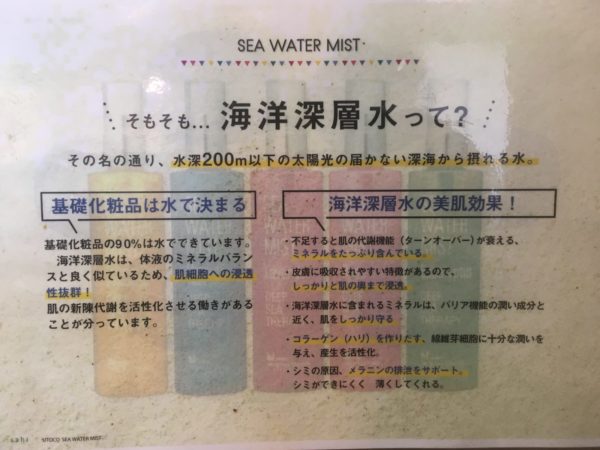 SEA WATER MIST
そもそも... 海洋深層水って?
その名の通り、水深200m以下の太陽光の届かない深海から摂れる水。
基礎化粧品は水で決まる
基礎化粧品の90%は水でできています。
海洋深層水は、体液のミネラルバラン
スと良く似ているため、肌細胞への浸透
性抜群!
肌の新陳代謝を活性化させる働きがある
ことが分っています。
海洋深層水の美肌効果!
・不足すると肌の代謝機能(ターンオーバー)が衰える、
ミネラルをたっぷり含んでいる。
・皮膚に吸収されやすい特徴があるので、
しっかりと肌の奥まで浸透。
・海洋深層水に含まれるミネラルは、バリア機能の潤い成分と
近く、肌をしっかり守る
・コラーゲン(ハリ)を作りたす、線維芽細胞に十分な潤いを
与え、産生を活性化。
・シミの原因、メラニンの排泄をサポート。
シミができにくく 薄くしてくれる。
SITOCO SEA WATER MIST